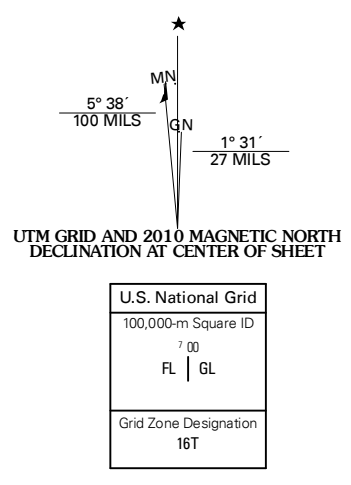 ★
MN
5° 38´
100 MILS
GN
1° 31´
27 MILS
UTM GRID AND 2010 MAGNETIC NORTH
DECLINATION AT CENTER OF SHEET
U.S. National Grid
100,000-m Square ID
7 00
FL | GL
Grid Zone Designation
16T